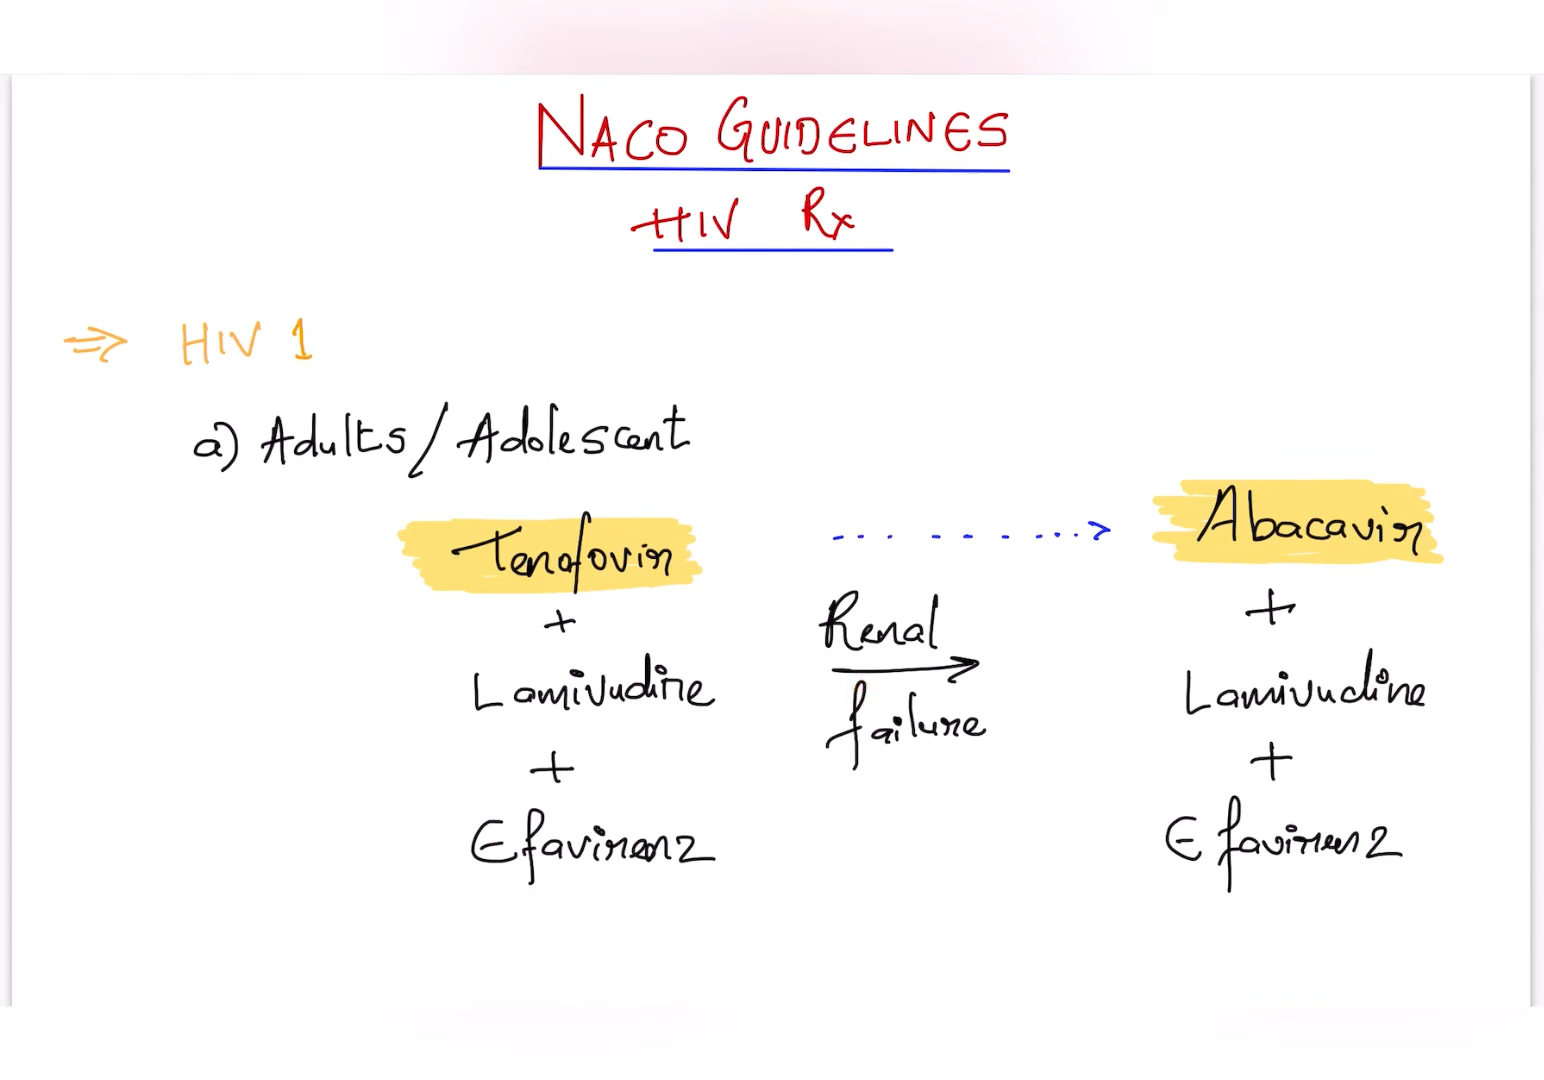 NACO GUIDELINES
HIV Rx
⇒ HIV 1
a) Adults/Adolescent
Tenofovir
+
Lamivudine
+
Efavirenz
Renal
failure
Abacavir
+
Lamivudine
+
Efavirenz